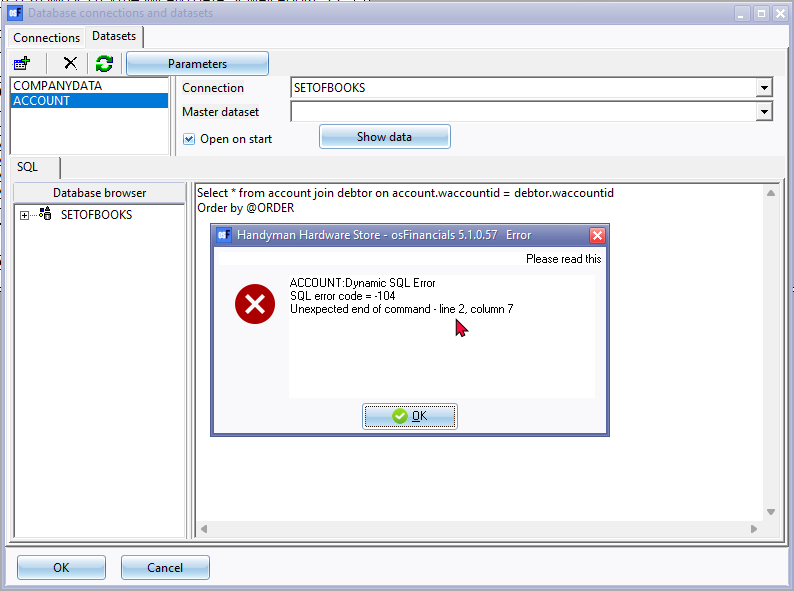 Database connections and datasets
Connections
Datasets
Parameters
COMPANYDATA
ACCOUNT
Connection
SETOFBOOKS
Master dataset
Open on start
Show data
SQL
Database browser
SETOFBOOKS
Select * from account join debtor on account.waccountid = debtor.waccountid
Order by @ORDER
Handyman Hardware Store - osFinancials 5.1.0.57 Error
Please read this
ACCOUNT:Dynamic SQL Error
SQL error code = -104
Unexpected end of command - line 2, column 7
OK
OK
Cancel